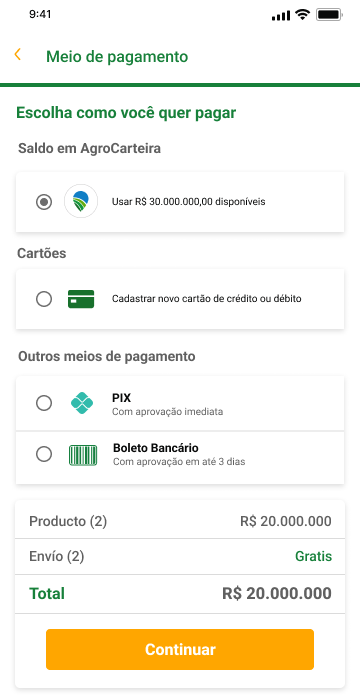 9:41
Meio de pagamento
Escolha como você quer pagar
Saldo em AgroCarteira
Usar R$ 30.000.000,00 disponíveis
Cartões
Cadastrar novo cartão de crédito ou débito
Outros meios de pagamento
PIX
Com aprovação imediata
Boleto Bancário
Com aprovação em até 3 dias
Producto (2) R$ 20.000.000
Envío (2) Gratis
Total R$ 20.000.000
Continuar